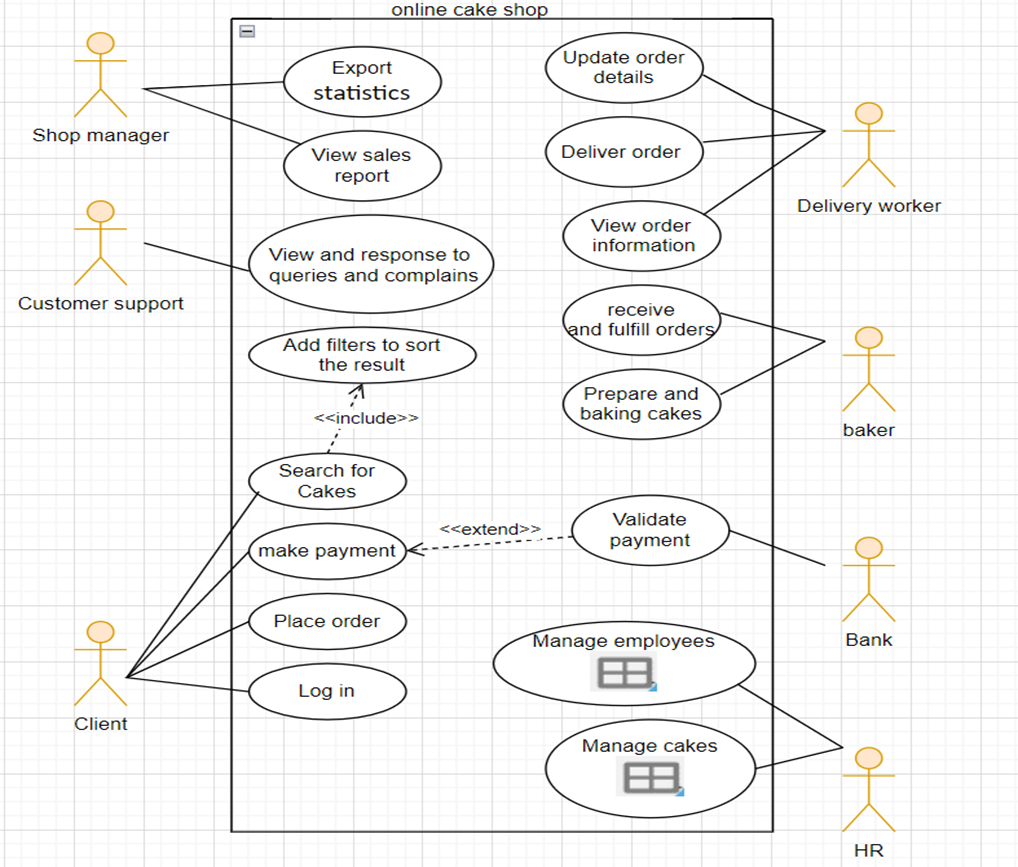 online cake shop
Shop manager
Export
statistics
View sales
report
Customer support
View and response to
queries and complains
Add filters to sort
the result
<<include>>
Search for
Cakes
make payment
<<extend>>
Place order
Log in
Client
Update order
details
Deliver order
View order
information
Delivery worker
receive
and fulfill orders
Prepare and
baking cakes
baker
Validate
payment
Bank
Manage employees
Manage cakes
HR